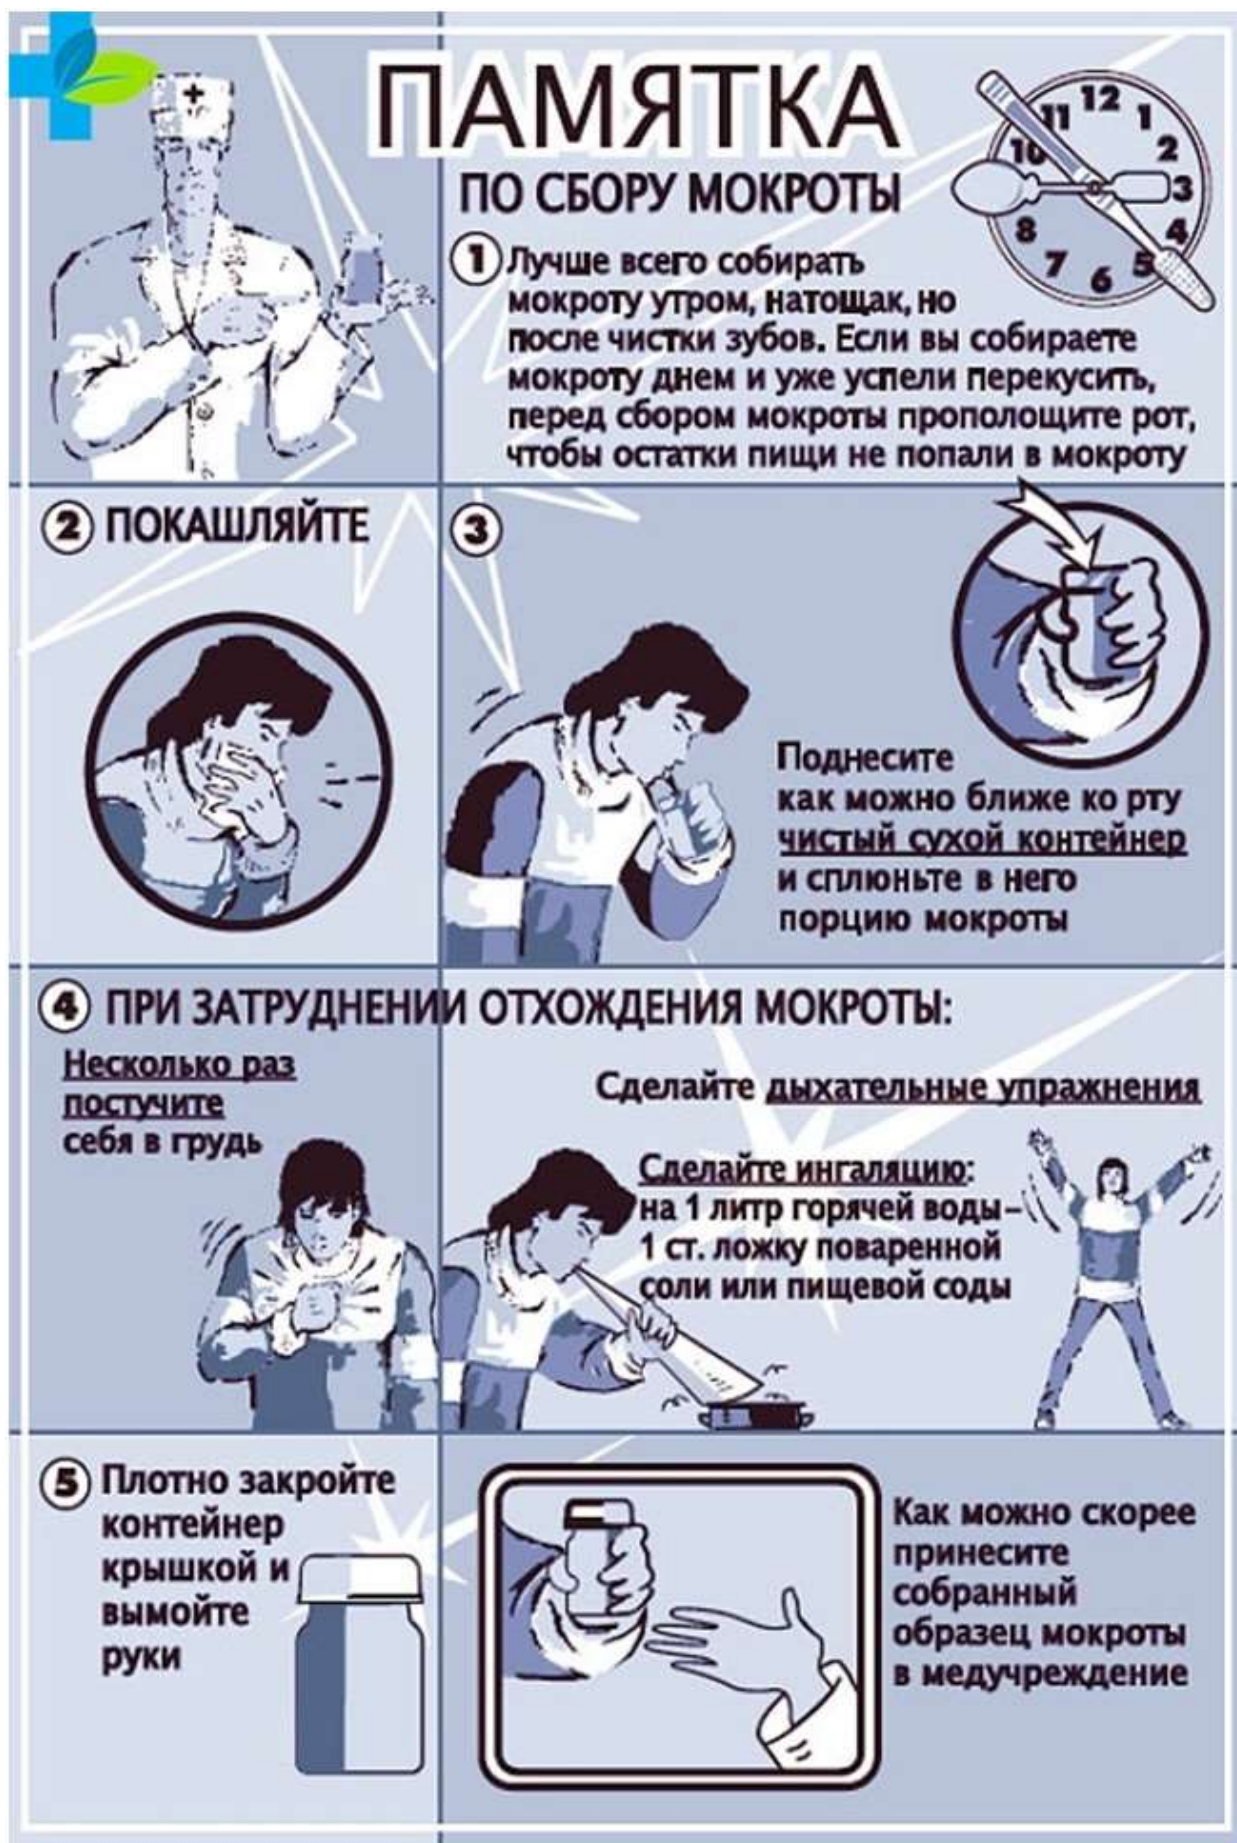 ПАМЯТКА
ПО СБОРУ МОКРОТЫ
1 Лучше всего собирать
мокроту утром, натощак, но
после чистки зубов. Если вы собираете
мокроту днем и уже успели перекусить,
перед сбором мокроты прополощите рот,
чтобы остатки пищи не попали в мокроту
12
11 1
10 2
3
8 4
7 5
6
2 ПОКАШЛЯЙТЕ
3
Поднесите
как можно ближе ко рту
чистый сухой контейнер
и сплюньте в него
порцию мокроты
4 ПРИ ЗАТРУДНЕНИИ ОТХОЖДЕНИЯ МОКРОТЫ:
Несколько раз
постучите
себя в грудь
Сделайте дыхательные упражнения
Сделайте ингаляцию:
на 1 литр горячей воды–
1 ст. ложку поваренной
соли или пищевой соды
5 Плотно закройте
контейнер
крышкой и
вымойте
руки
Как можно скорее
принесите
собранный
образец мокроты
в медучреждение